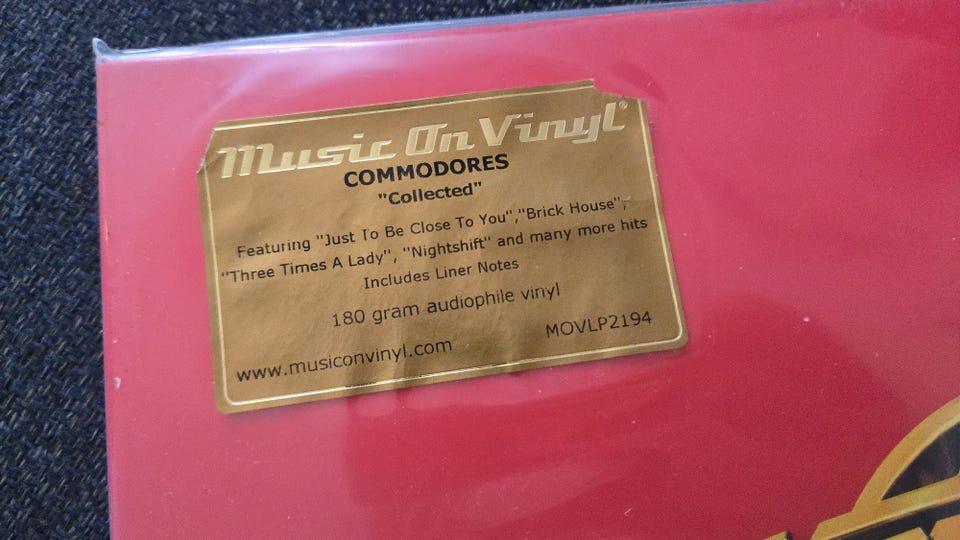 Music On Vinyl®
COMMODORES
"Collected"
Featuring "Just To Be Close To You","Brick House",
"Three Times A Lady", "Nightshift" and many more hits
Includes Liner Notes
180 gram audiophile vinyl
www.musiconvinyl.com MOVLP2194